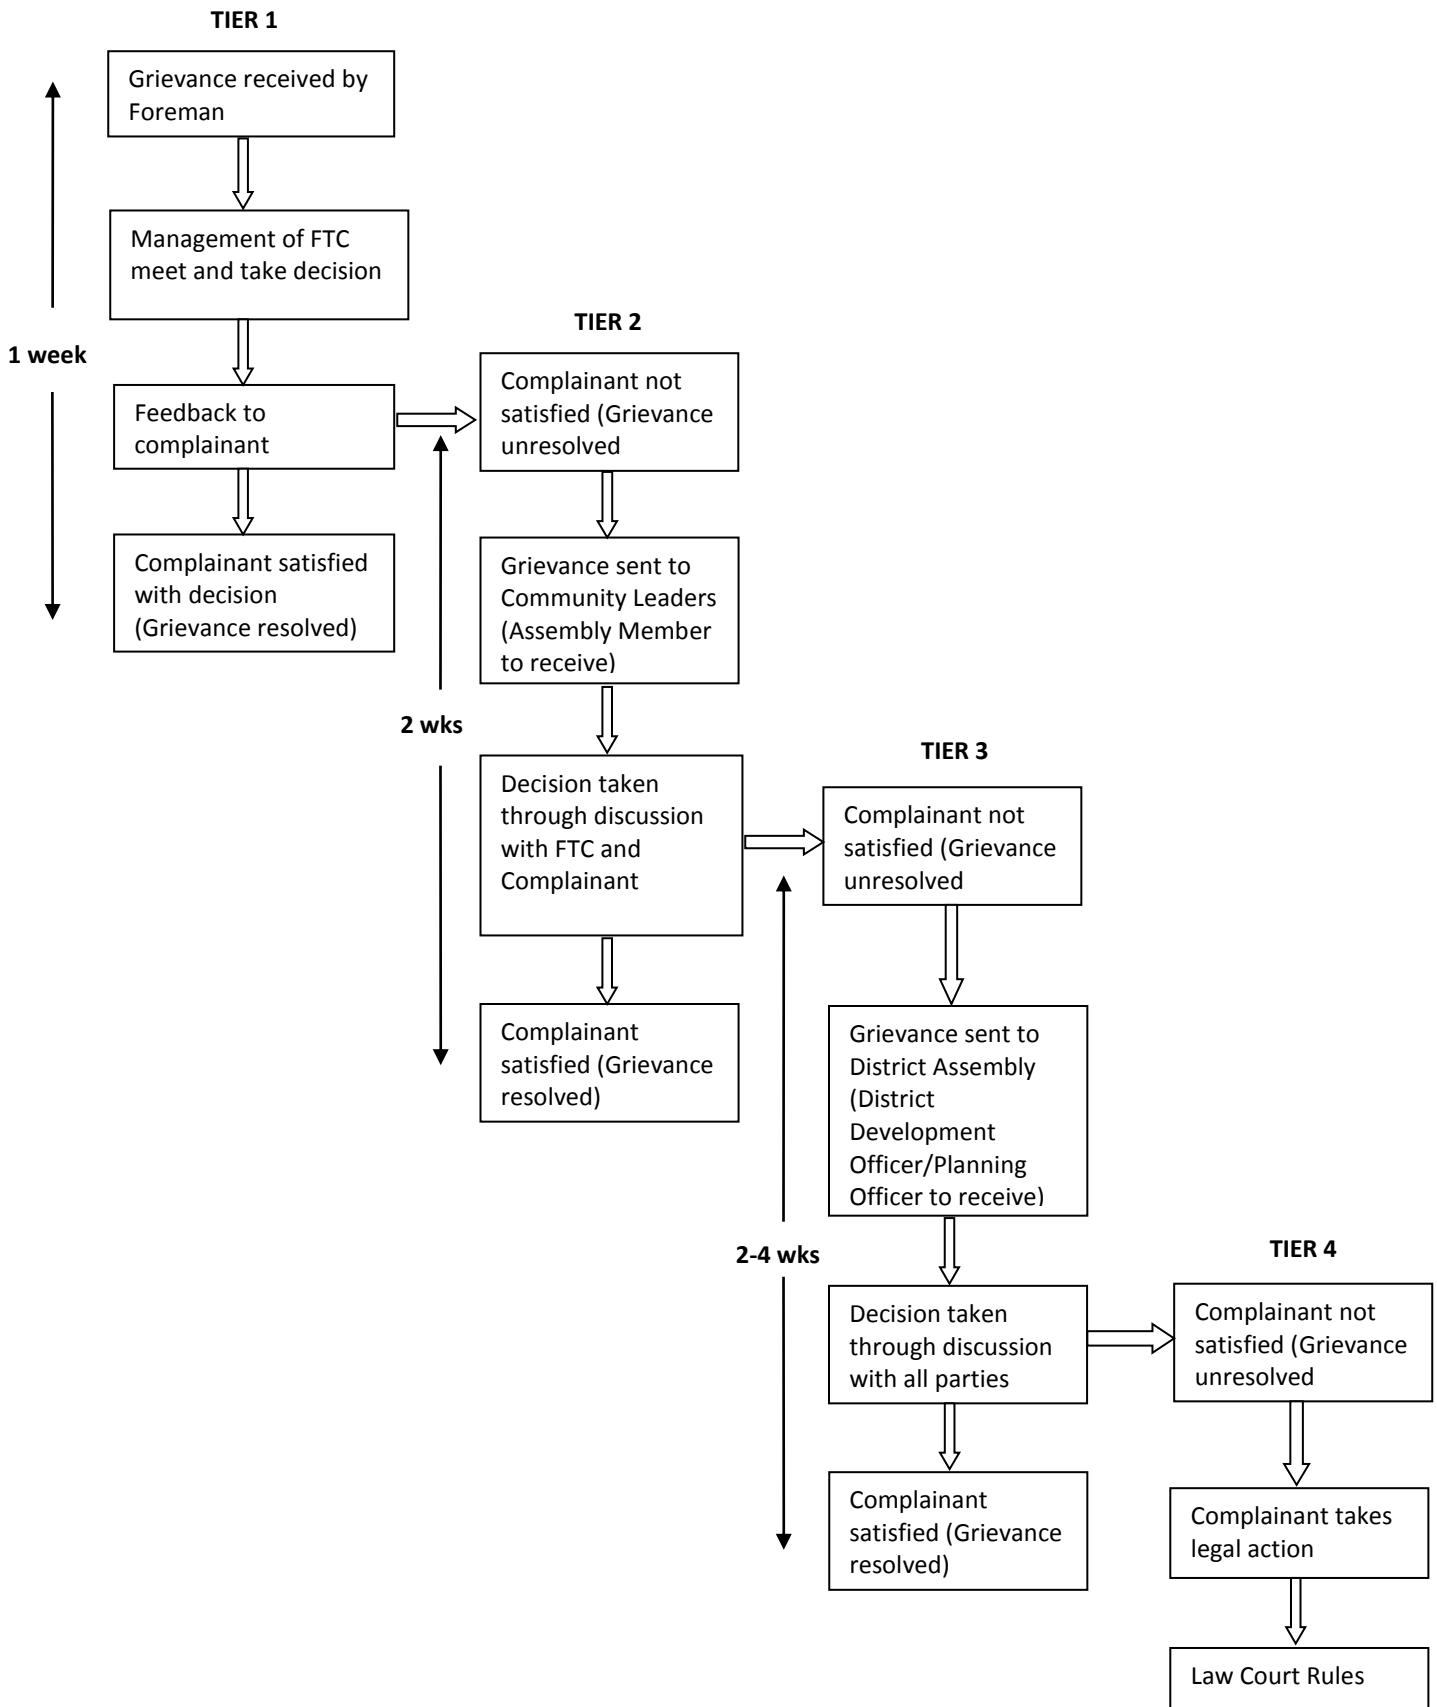 TIER 1
Grievance received by
Foreman
Management of FTC
meet and take decision
1 week
Feedback to
complainant
Complainant satisfied
with decision
(Grievance resolved)
TIER 2
Complainant not
satisfied (Grievance
unresolved
Grievance sent to
Community Leaders
(Assembly Member
to receive)
2 wks
Decision taken
through discussion
with FTC and
Complainant
Complainant
satisfied (Grievance
resolved)
TIER 3
Complainant not
satisfied (Grievance
unresolved
Grievance sent to
District Assembly
(District
Development
Officer/Planning
Officer to receive)
2-4 wks
Decision taken
through discussion
with all parties
Complainant
satisfied (Grievance
resolved)
TIER 4
Complainant not
satisfied (Grievance
unresolved
Complainant takes
legal action
Law Court Rules